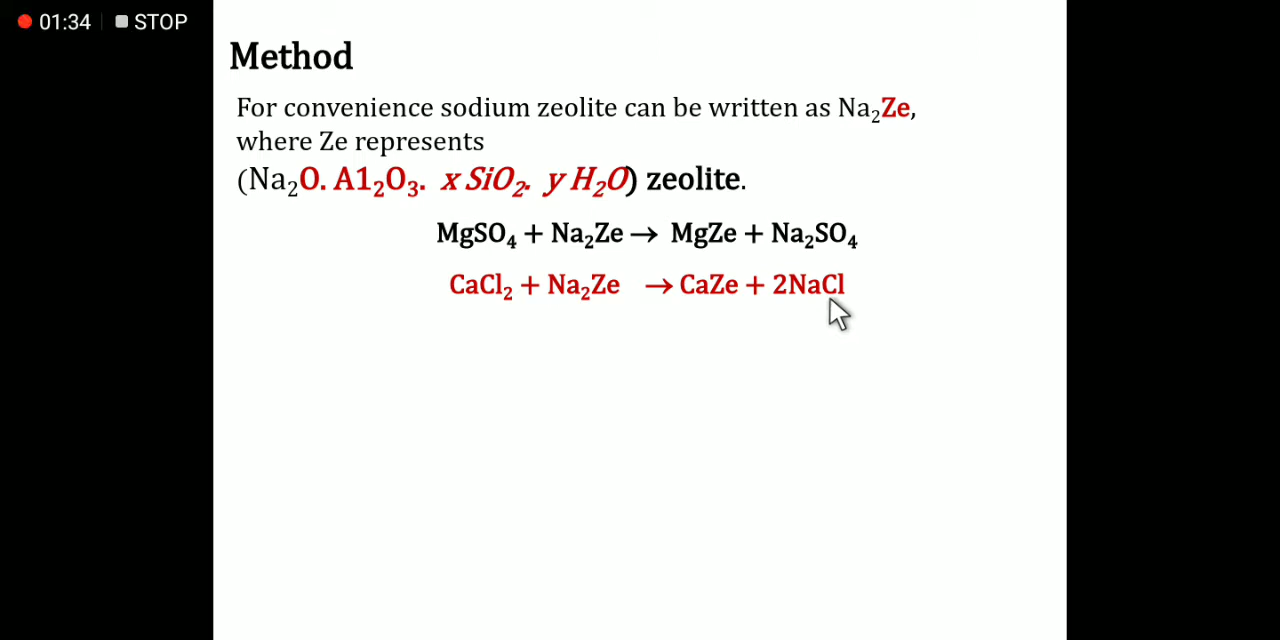 01:34 STOP
Method
For convenience sodium zeolite can be written as Na₂Ze,
where Ze represents
(Na₂O. A1₂O₃. x SiO₂. y H₂O) zeolite.
MgSO₄ + Na₂Ze → MgZe + Na₂SO₄
CaCl₂ + Na₂Ze → CaZe + 2NaCl